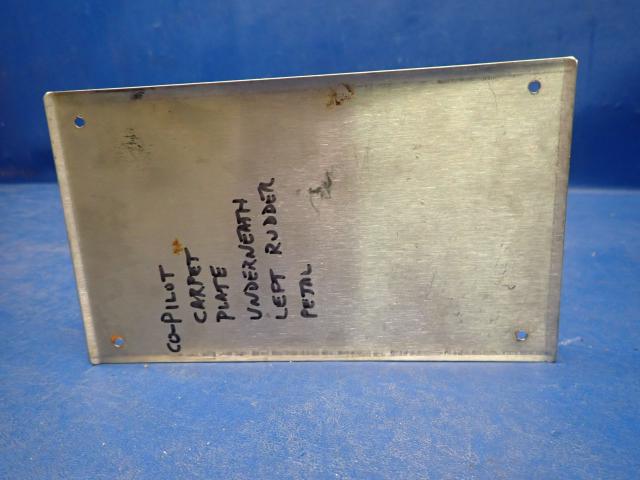 CO-PILOT
CARPET
PLATE
UNDERNEATH
LEFT RUDDER
PETAL